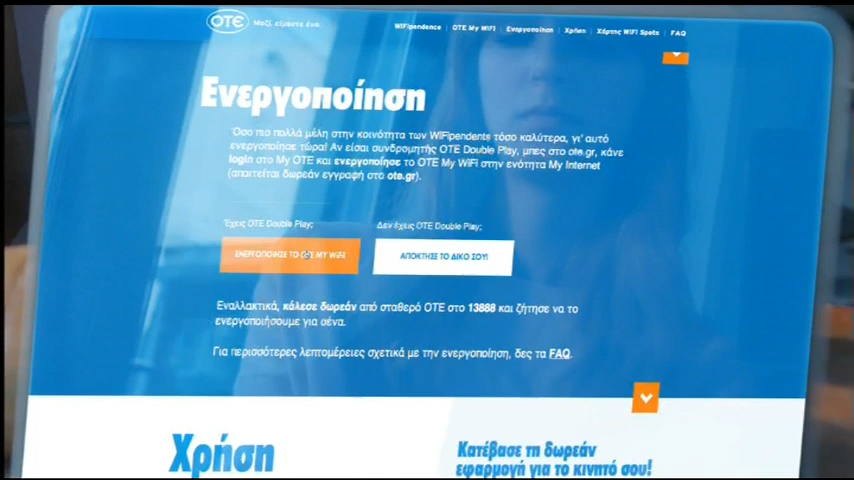 OTE Μαζί, είμαστε ένα.
WiFipendence | OTE My WiFi | Ενεργοποίηση | Χρήση | Χάρτης WiFi Spots | FAQ
Ενεργοποίηση
Όσο πιο πολλά μέλη στην κοινότητα των WiFipendents τόσο καλύτερα, γι' αυτό
ενεργοποίησε τώρα! Αν είσαι συνδρομητής OTE Double Play, μπες στο ote.gr, κάνε
login στο My OTE και ενεργοποίησε το OTE My WiFi στην ενότητα My Internet
(απαιτείται δωρεάν εγγραφή στο ote.gr).
Έχεις OTE Double Play; Δεν έχεις OTE Double Play;
ΕΝΕΡΓΟΠΟΙΗΣΕ ΤΟ OTE MY WiFi ΑΠΟΚΤΗΣΕ ΤΟ ΔΙΚΟ ΣΟΥ!
Εναλλακτικά, κάλεσε δωρεάν από σταθερό OTE στο 13888 και ζήτησε να το
ενεργοποιήσουμε για σένα.
Για περισσότερες λεπτομέρειες σχετικά με την ενεργοποίηση, δες τα FAQ.
Χρήση
Κατέβασε τη δωρεάν
εφαρμογή για το κινητό σου!